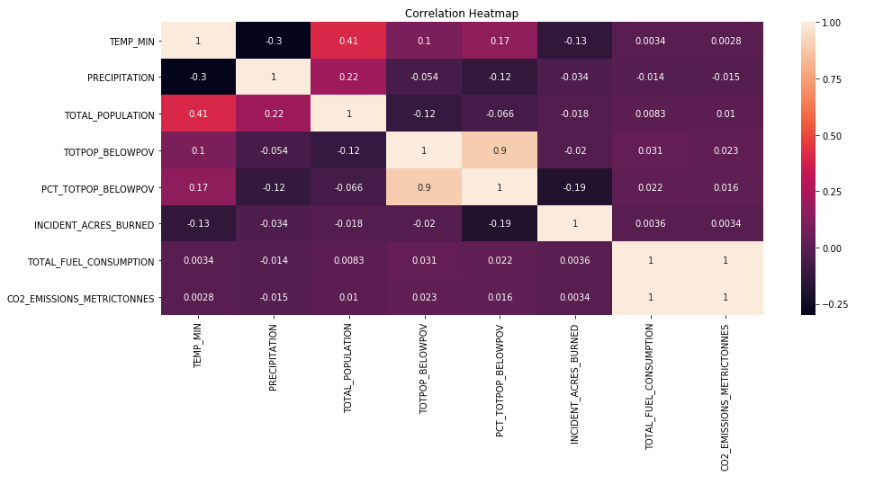 Correlation Heatmap
TEMP_MIN 1 -0.3 0.41 0.1 0.17 -0.13 0.0034 0.0028
PRECIPITATION -0.3 1 0.22 -0.054 -0.12 -0.034 -0.014 -0.015
TOTAL_POPULATION 0.41 0.22 1 -0.12 -0.066 -0.018 0.0083 0.01
TOTPOP_BELOWPOV 0.1 -0.054 -0.12 1 0.9 -0.02 0.031 0.023
PCT_TOTPOP_BELOWPOV 0.17 -0.12 -0.066 0.9 1 -0.19 0.022 0.016
INCIDENT_ACRES_BURNED -0.13 -0.034 -0.018 -0.02 -0.19 1 0.0036 0.0034
TOTAL_FUEL_CONSUMPTION 0.0034 -0.014 0.0083 0.031 0.022 0.0036 1 1
CO2_EMISSIONS_METRICTONNES 0.0028 -0.015 0.01 0.023 0.016 0.0034 1 1
TEMP_MIN
PRECIPITATION
TOTAL_POPULATION
TOTPOP_BELOWPOV
PCT_TOTPOP_BELOWPOV
INCIDENT_ACRES_BURNED
TOTAL_FUEL_CONSUMPTION
CO2_EMISSIONS_METRICTONNES
1.00
0.75
0.50
0.25
0.00
−0.25